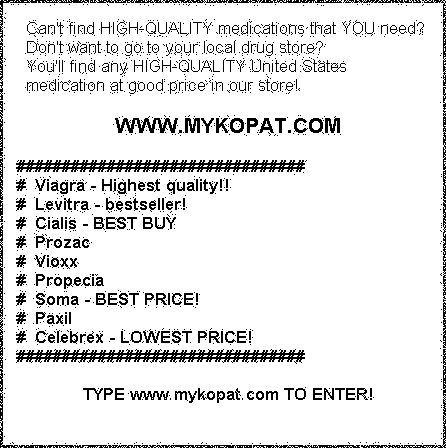 Can't find HIGH-QUALITY medications that YOU need?
Don't want to go to your local drug store?
You'll find any HIGH-QUALITY United States
medication at good price in our store!
WWW.MYKOPAT.COM
################################
# Viagra - Highest quality!!
# Levitra - bestseller!
# Cialis - BEST BUY
# Prozac
# Vioxx
# Propecia
# Soma - BEST PRICE!
# Paxil
# Celebrex - LOWEST PRICE!
################################
TYPE www.mykopat.com TO ENTER!